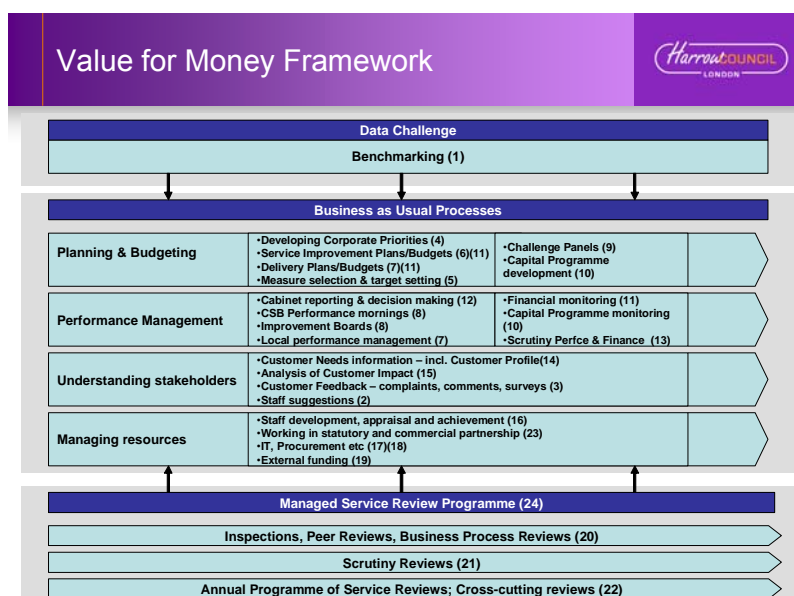 Value for Money Framework
HarrowCOUNCIL
LONDON
Data Challenge
Benchmarking (1)
Business as Usual Processes
Planning & Budgeting
•Developing Corporate Priorities (4)
•Service Improvement Plans/Budgets (6)(11)
•Delivery Plans/Budgets (7)(11)
•Measure selection & target setting (5)
•Challenge Panels (9)
•Capital Programme
development (10)
Performance Management
•Cabinet reporting & decision making (12)
•CSB Performance mornings (8)
•Improvement Boards (8)
•Local performance management (7)
•Financial monitoring (11)
•Capital Programme monitoring
(10)
•Scrutiny Perfce & Finance (13)
Understanding stakeholders
•Customer Needs information – incl. Customer Profile(14)
•Analysis of Customer Impact (15)
•Customer Feedback – complaints, comments, surveys (3)
•Staff suggestions (2)
Managing resources
•Staff development, appraisal and achievement (16)
•Working in statutory and commercial partnership (23)
•IT, Procurement etc (17)(18)
•External funding (19)
Managed Service Review Programme (24)
Inspections, Peer Reviews, Business Process Reviews (20)
Scrutiny Reviews (21)
Annual Programme of Service Reviews; Cross-cutting reviews (22)